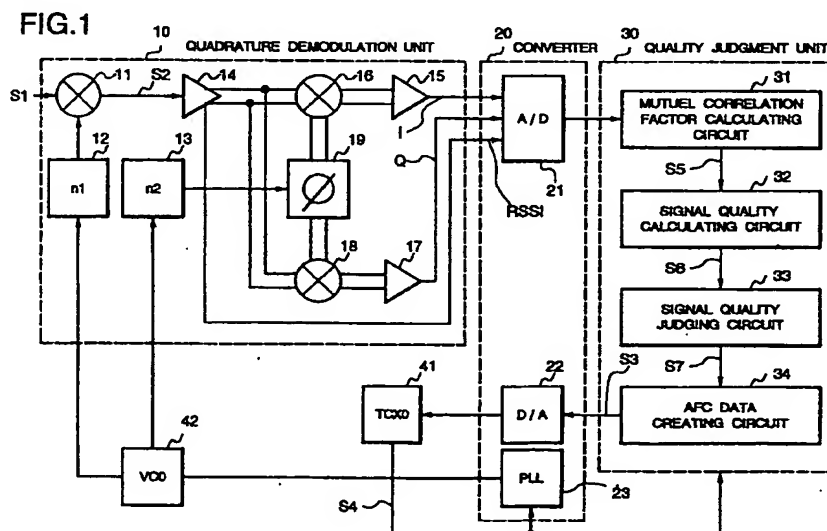 FIG.1
10
QUADRATURE DEMODULATION UNIT
20
CONVERTER
30
QUALITY JUDGMENT UNIT
S1
11
S2
14
16
15
I
A/D
21
31
MUTUEL CORRELATION
FACTOR CALCULATING
CIRCUIT
12
n1
13
n2
19
Q
RSSI
S5
32
SIGNAL QUALITY
CALCULATING CIRCUIT
18
17
S6
33
SIGNAL QUALITY
JUDGING CIRCUIT
S7
34
AFC DATA
CREATING CIRCUIT
S3
22
D/A
41
TCXO
42
VCO
PLL
23
S4